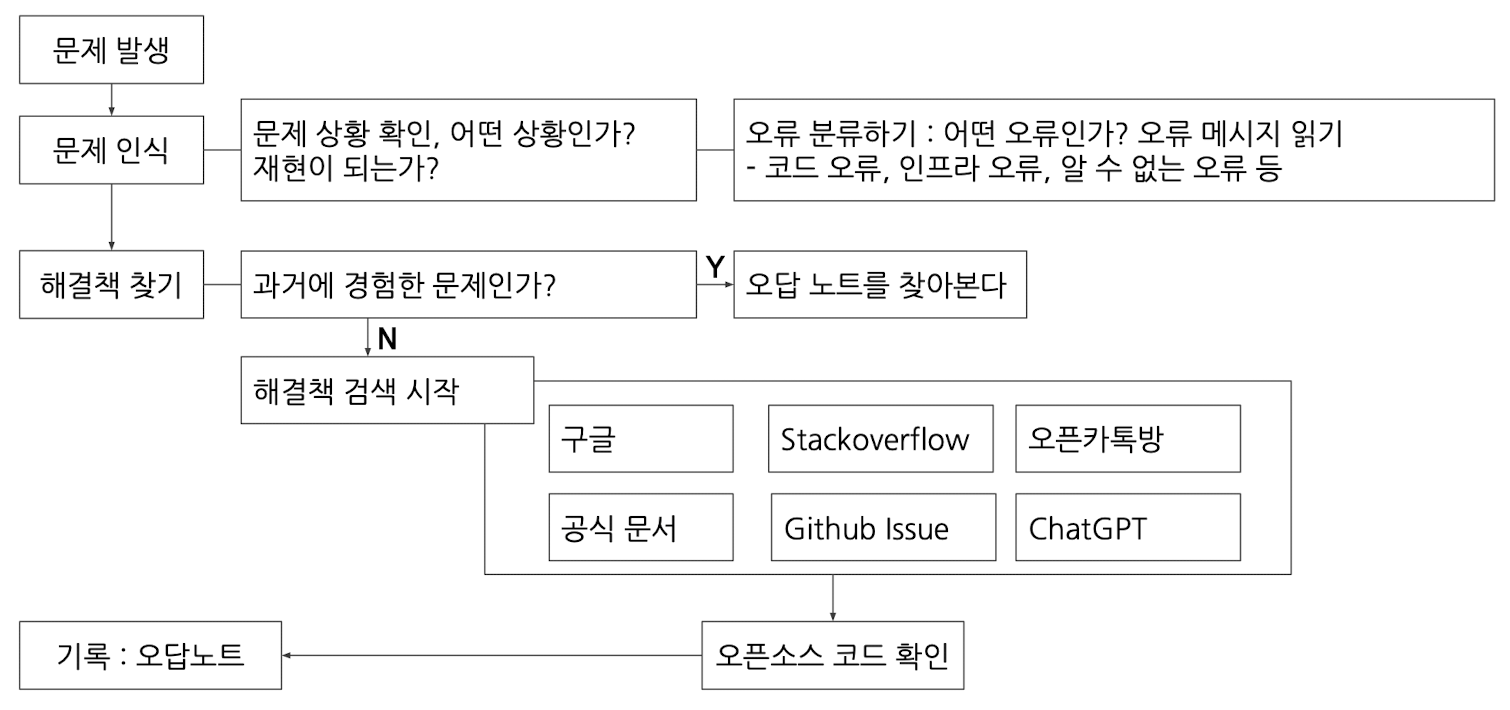 문제 발생
문제 인식
문제 상황 확인, 어떤 상황인가?
재현이 되는가?
오류 분류하기 : 어떤 오류인가? 오류 메시지 읽기
- 코드 오류, 인프라 오류, 알 수 없는 오류 등
해결책 찾기
과거에 경험한 문제인가?
Y
오답 노트를 찾아본다
N
해결책 검색 시작
구글
Stackoverflow
오픈카톡방
공식 문서
Github Issue
ChatGPT
오픈소스 코드 확인
기록 : 오답노트